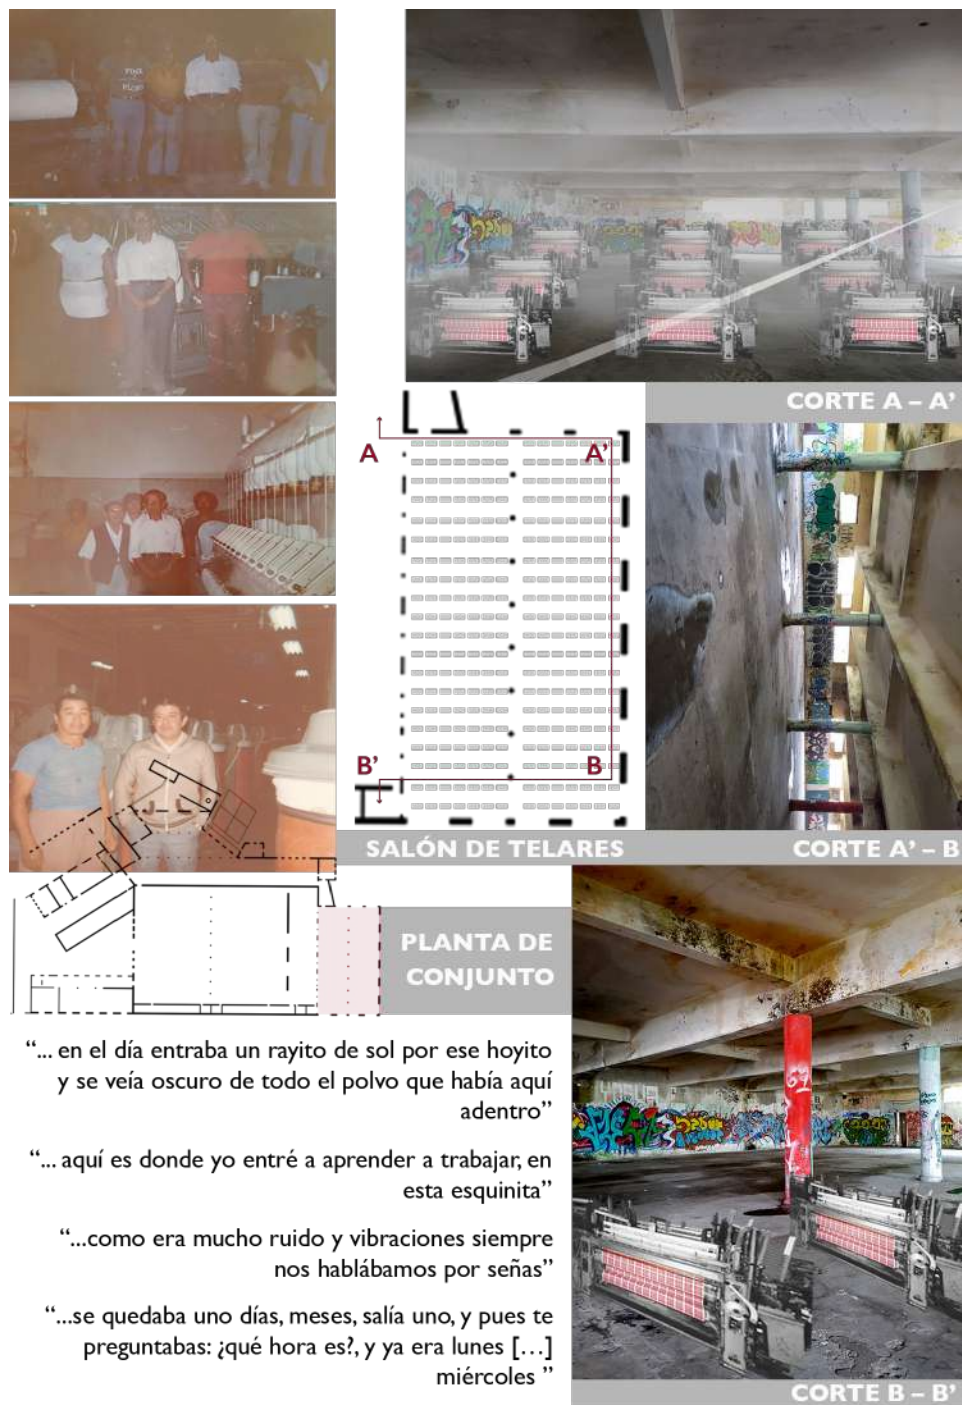 CORTE A – A’
A
A’
B’
B
SALÓN DE TELARES
CORTE A’ – B
PLANTA DE
CONJUNTO
“... en el día entraba un rayito de sol por ese hoyito
y se veía oscuro de todo el polvo que había aquí
adentro”
“... aquí es donde yo entré a aprender a trabajar, en
esta esquinita”
“...como era mucho ruido y vibraciones siempre
nos hablábamos por señas”
“...se quedaba uno días, meses, salía uno, y pues te
preguntabas: ¿qué hora es?, y ya era lunes [...]
miércoles ”
67
CORTE B – B’